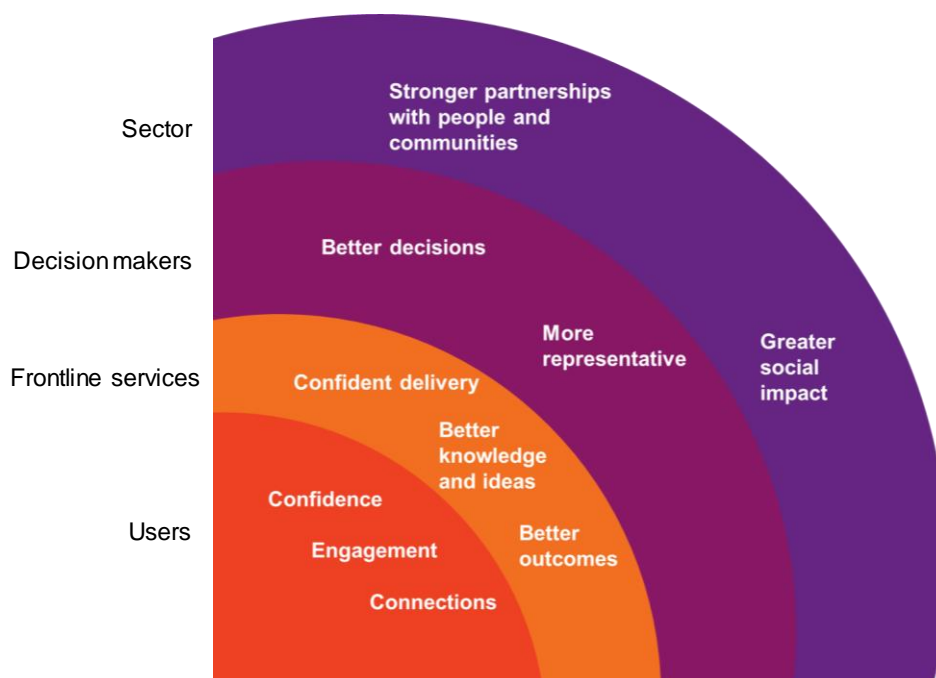 Sector
Stronger partnerships
with people and
communities
Decision makers
Better decisions
More
representative
Greater
social
impact
Frontline services
Confident delivery
Better
knowledge
and ideas
Better
outcomes
Users
Confidence
Engagement
Connections